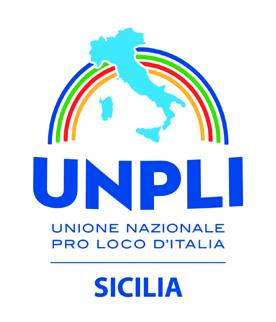 UNPLI
UNIONE NAZIONALE
PRO LOCO D'ITALIA
SICILIA